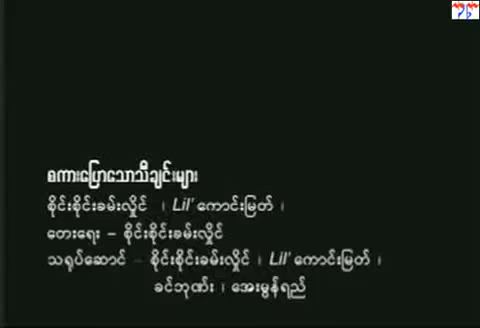 စကားပြောသောသီချင်းများ
စိုင်းစိုင်းခမ်းလှိုင် ၊ Lil' ကောင်းမြတ် ၊
တေးရေး – စိုင်းစိုင်းခမ်းလှိုင်
သရုပ်ဆောင် – စိုင်းစိုင်းခမ်းလှိုင် ၊ Lil' ကောင်းမြတ် ၊
ခင်ဘုဏ်း ၊ အေးမွန်ရည်